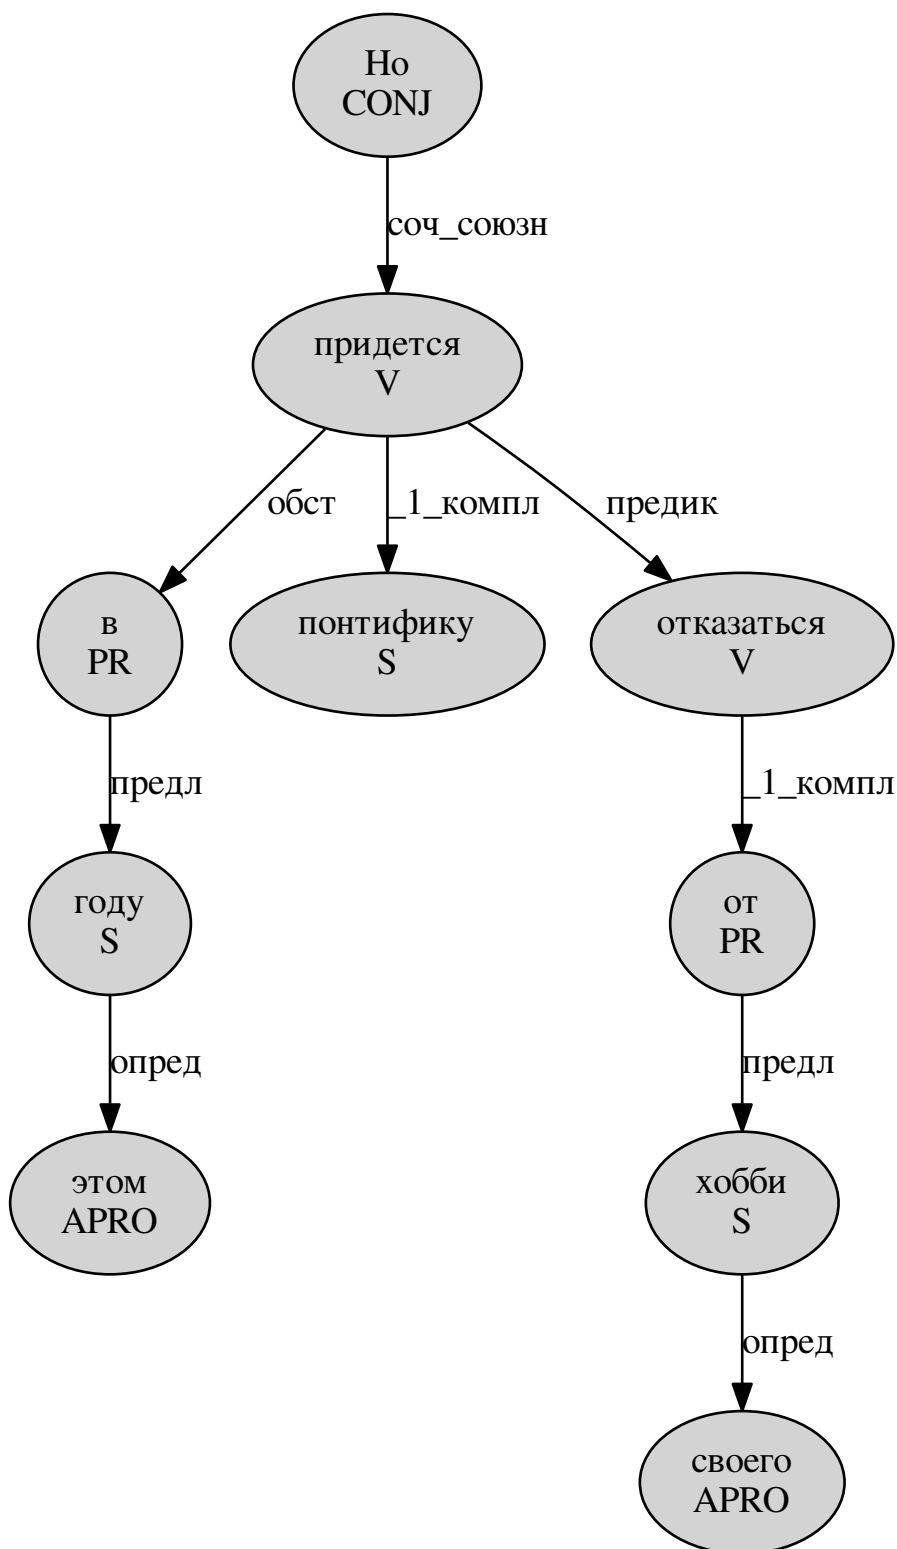 Но
CONJ
соч_союзн
придется
V
обст
_1_компл
предик
в
PR
понтифику
S
отказаться
V
предл
_1_компл
году
S
от
PR
опред
предл
этом
APRO
хобби
S
опред
своего
APRO